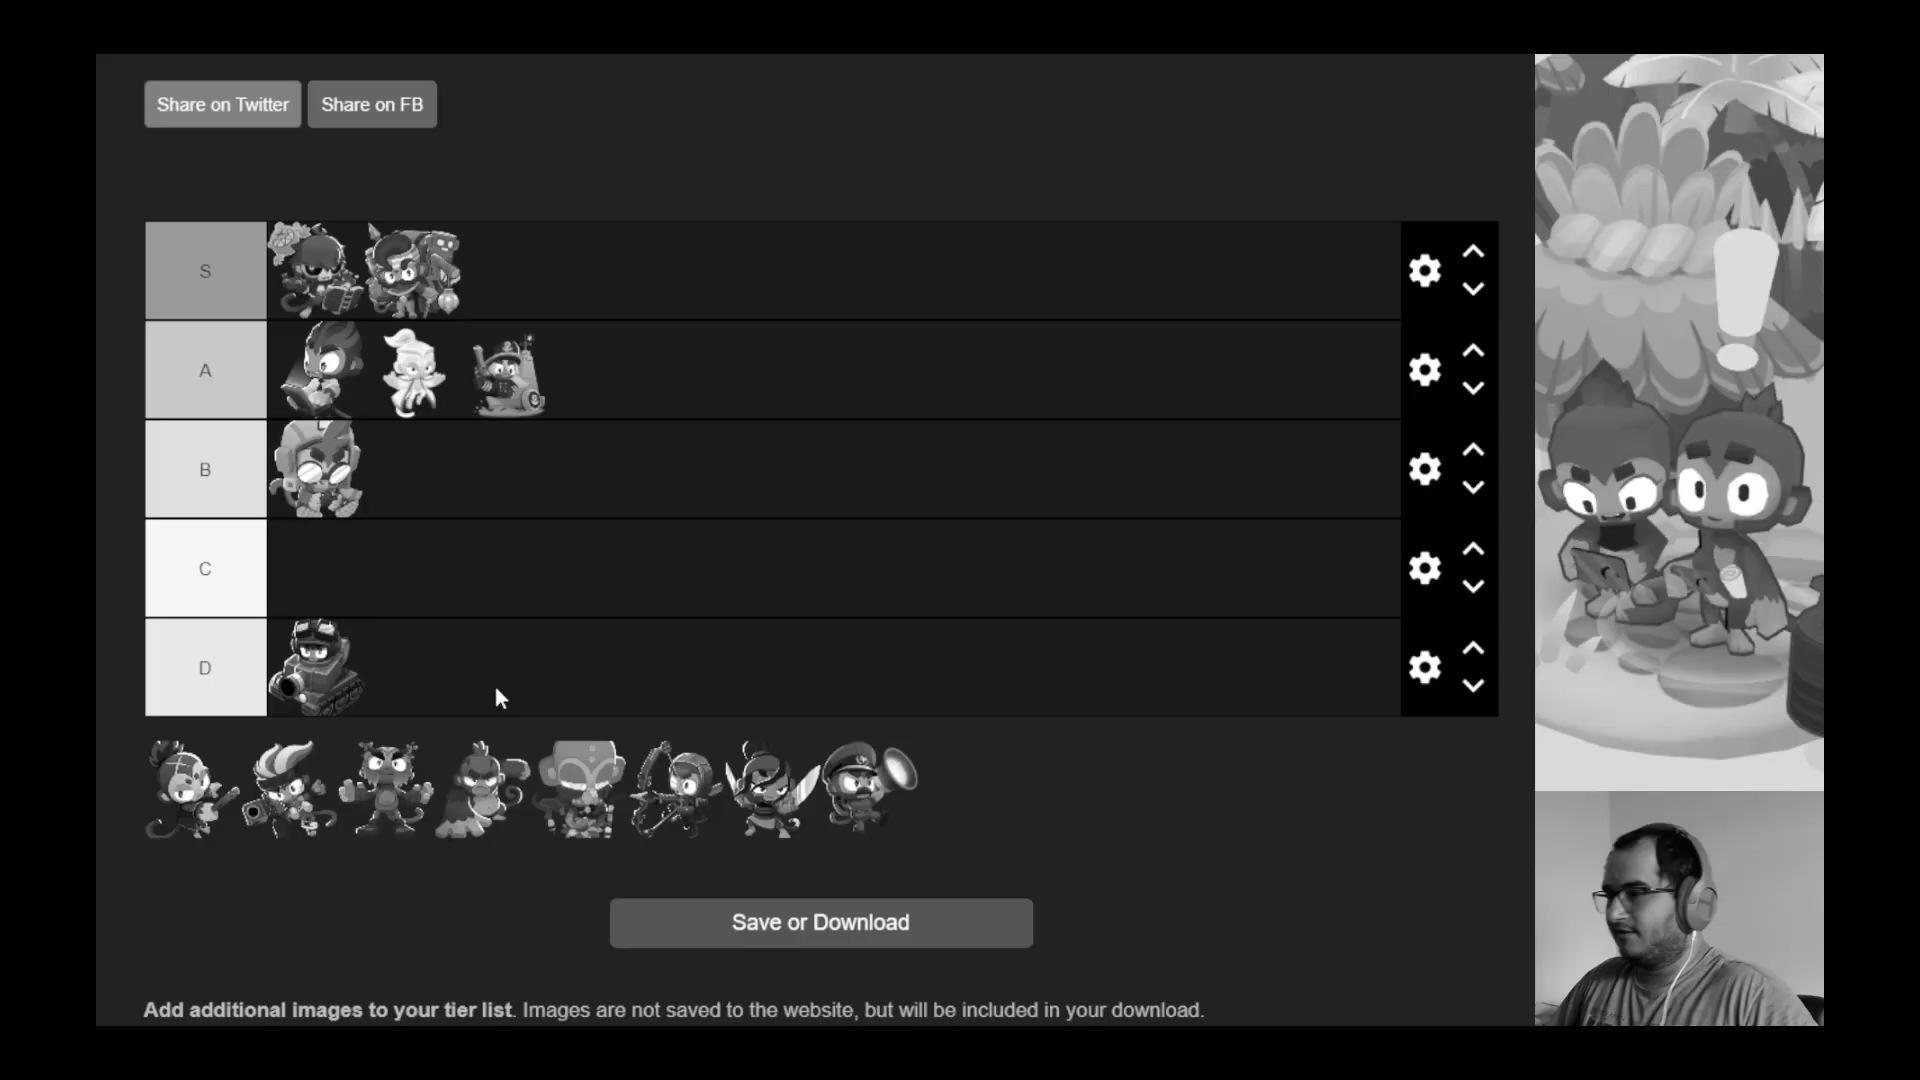 Share on Twitter Share on FB
S
A
B
C
D
Save or Download
Add additional images to your tier list. Images are not saved to the website, but will be included in your download.